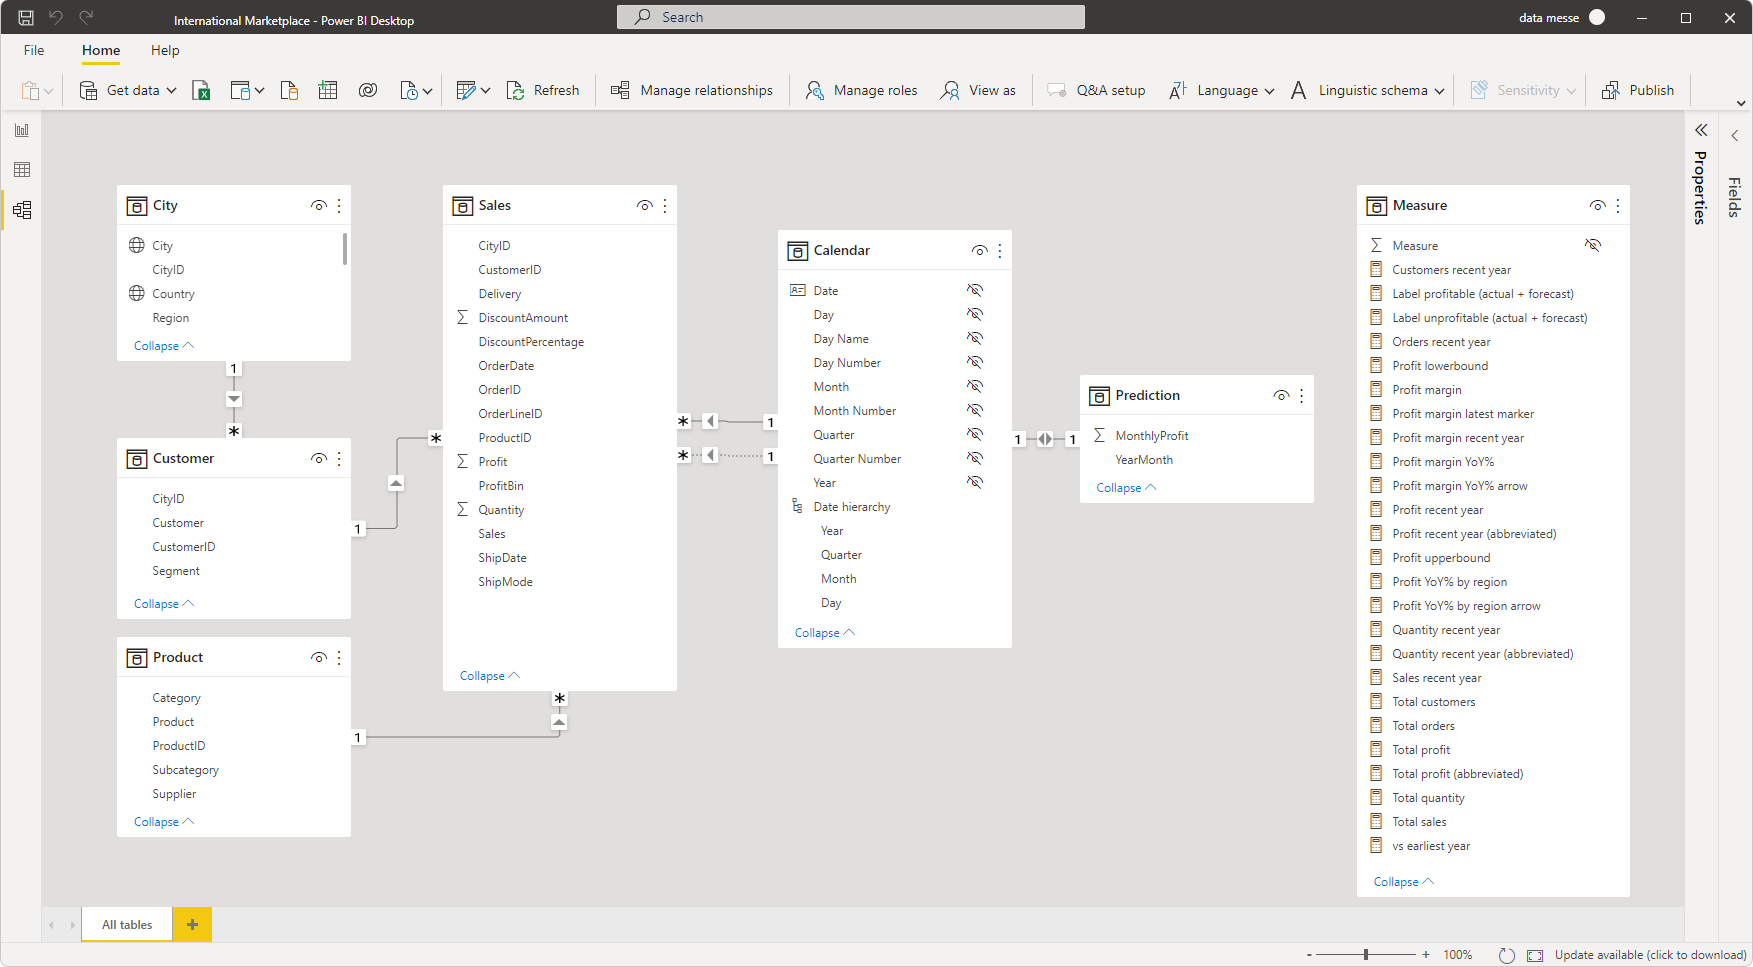 International Marketplace - Power BI Desktop
Search
data messe
File
Home
Help
Get data
Refresh
Manage relationships
Manage roles
View as
Q&A setup
Language
Linguistic schema
Sensitivity
Publish
City
City
CityID
Country
Region
Collapse
1
*
Customer
CityID
Customer
CustomerID
Segment
Collapse
1
*
Product
Category
Product
ProductID
Subcategory
Supplier
Collapse
1
*
Sales
CityID
CustomerID
Delivery
DiscountAmount
DiscountPercentage
OrderDate
OrderID
OrderLineID
ProductID
Profit
ProfitBin
Quantity
Sales
ShipDate
ShipMode
Collapse
* 1
* 1
Calendar
Date
Day
Day Name
Day Number
Month
Month Number
Quarter
Quarter Number
Year
Date hierarchy
Year
Quarter
Month
Day
Collapse
1 1
Prediction
MonthlyProfit
YearMonth
Collapse
Measure
Measure
Customers recent year
Label profitable (actual + forecast)
Label unprofitable (actual + forecast)
Orders recent year
Profit lowerbound
Profit margin
Profit margin latest marker
Profit margin recent year
Profit margin YoY%
Profit margin YoY% arrow
Profit recent year
Profit recent year (abbreviated)
Profit upperbound
Profit YoY% by region
Profit YoY% by region arrow
Quantity recent year
Quantity recent year (abbreviated)
Sales recent year
Total customers
Total orders
Total profit
Total profit (abbreviated)
Total quantity
Total sales
vs earliest year
Collapse
Properties
Fields
All tables
+
- + 100%
Update available (click to download)